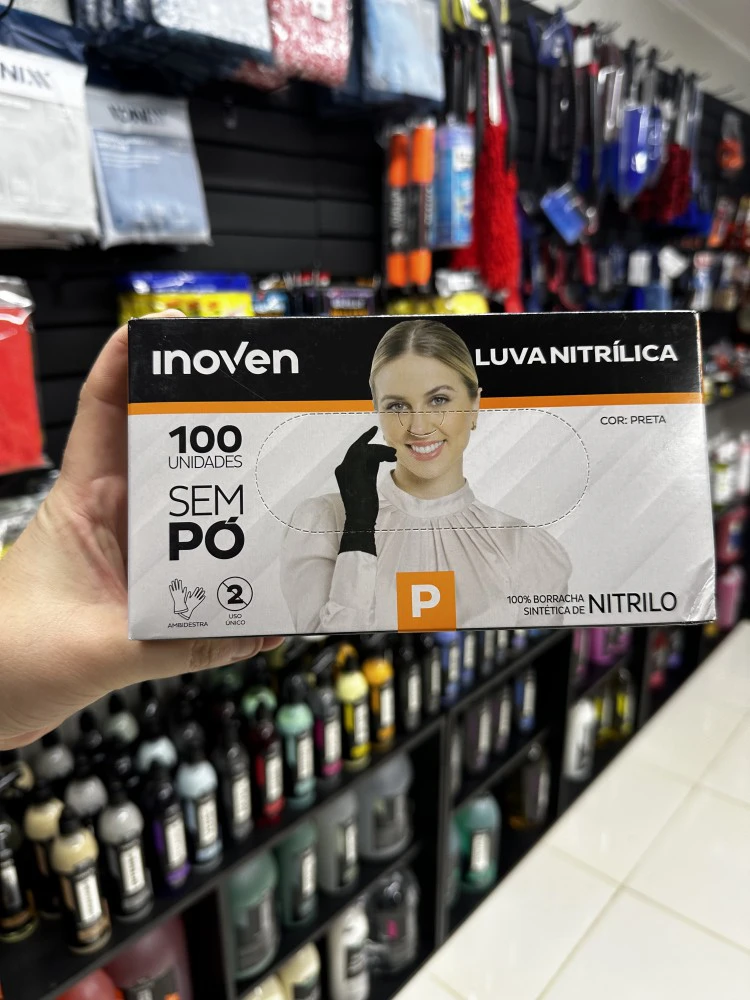 INOVEN
LUVA NITRÍLICA
COR: PRETA
100
UNIDADES
SEM
PÓ
2
AMBIDESTRA
USO
ÚNICO
P
100% BORRACHA
SINTÉTICA DE NITRILO